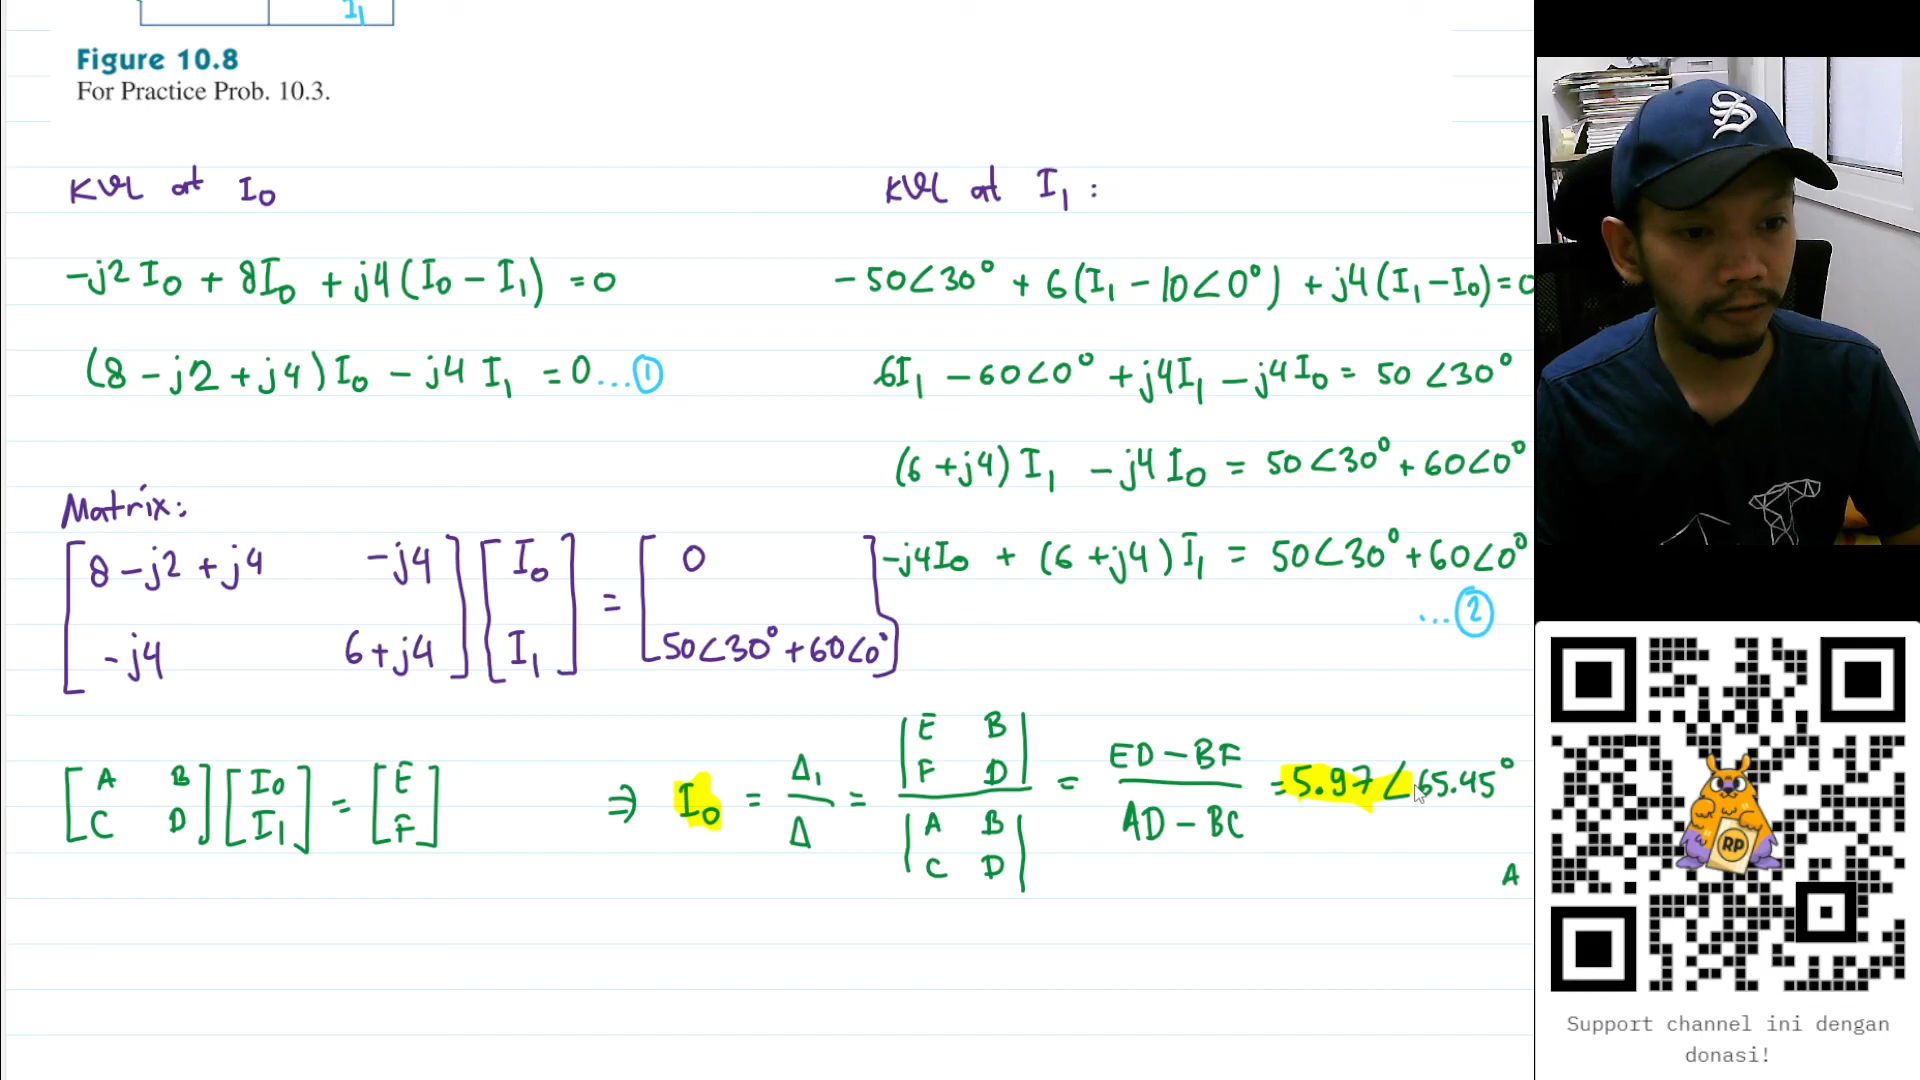 I₁
Figure 10.8
For Practice Prob. 10.3.
KVL at I₀
-j2 I₀ + 8I₀ + j4 (I₀ - I₁) = 0
(8 - j2 + j4) I₀ - j4 I₁ = 0 ... ①
KVL at I₁ :
- 50∠30° + 6 (I₁ - 10∠0°) + j4 (I₁ - I₀) = 0
6I₁ - 60∠0° + j4I₁ - j4I₀ = 50∠30°
(6 + j4) I₁ - j4 I₀ = 50∠30° + 60∠0°
-j4I₀ + (6 + j4) I₁ = 50∠30° + 60∠0°
... ②
Matrix:
[8 - j2 + j4 -j4] [I₀] = [0]
[-j4 6 + j4] [I₁] [50∠30° + 60∠0°]
[A B] [I₀] = [E]
[C D] [I₁] [F]
⇒ I₀ = Δ₁/Δ = |E B; F D| / |A B; C D| = (ED - BF)/(AD - BC) = 5.97∠65.45°
A
S
RP
Support channel ini dengan
donasi!